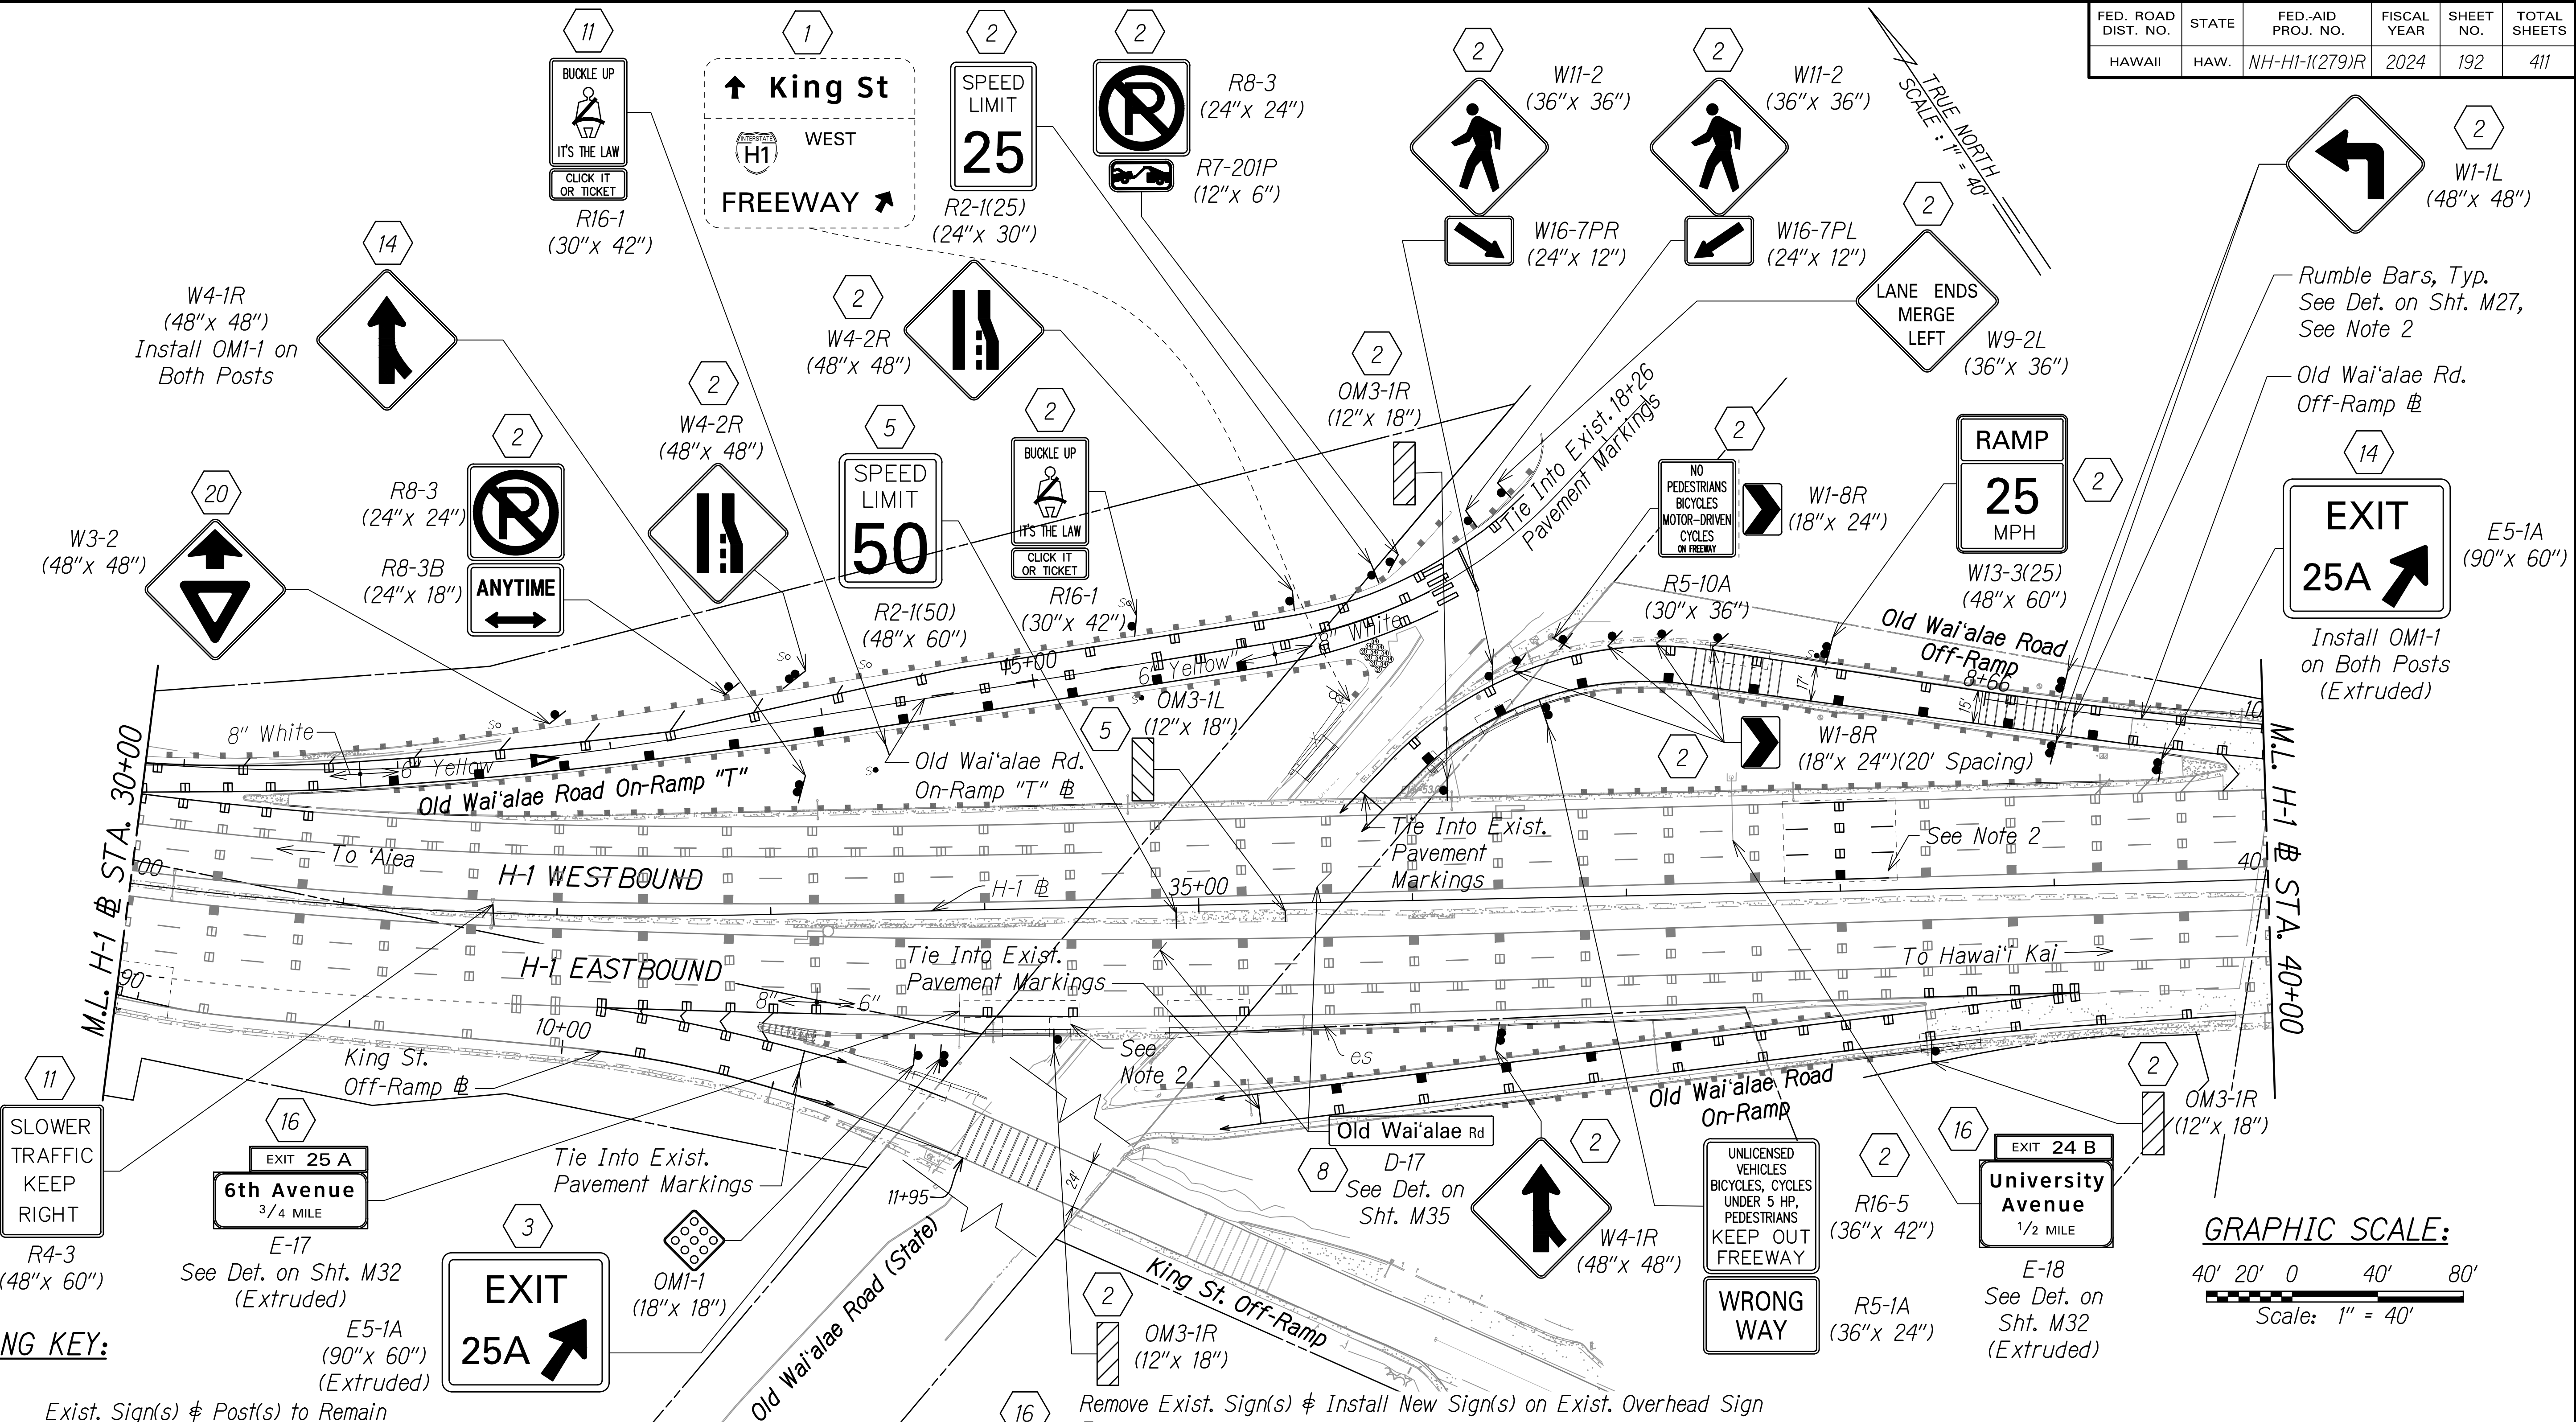 FED. ROAD DIST. NO.
STATE
FED.-AID PROJ. NO.
FISCAL YEAR
SHEET NO.
TOTAL SHEETS
HAWAII
HAW.
NH-H1-1(279)R
2024
192
411
11
BUCKLE UP
IT'S THE LAW
CLICK IT
OR TICKET
R16-1
(30"x 42")
1
King St
INTERSTATE
H1
WEST
FREEWAY
2
SPEED
LIMIT
25
R2-1(25)
(24"x 30")
2
R8-3
(24"x 24")
R7-201P
(12"x 6")
2
W11-2
(36"x 36")
W16-7PR
(24"x 12")
2
W11-2
(36"x 36")
W16-7PL
(24"x 12")
TRUE NORTH
SCALE : 1" = 40'
2
W1-1L
(48"x 48")
2
LANE ENDS
MERGE
LEFT
W9-2L
(36"x 36")
Rumble Bars, Typ.
See Det. on Sht. M27,
See Note 2
Old Wai‘alae Rd.
Off-Ramp ℄
14
W4-1R
(48"x 48")
Install OM1-1 on
Both Posts
2
W4-2R
(48"x 48")
2
W4-2R
(48"x 48")
2
OM3-1R
(12"x 18")
Tie Into Exist. 18+26
Pavement Markings
20
W3-2
(48"x 48")
2
R8-3
(24"x 24")
R8-3B
(24"x 18")
ANYTIME
5
SPEED
LIMIT
50
R2-1(50)
(48"x 60")
2
BUCKLE UP
IT'S THE LAW
CLICK IT
OR TICKET
R16-1
(30"x 42")
2
NO
PEDESTRIANS
BICYCLES
MOTOR-DRIVEN
CYCLES
ON FREEWAY
W1-8R
(18"x 24")
R5-10A
(30"x 36")
RAMP
25
MPH
2
W13-3(25)
(48"x 60")
14
EXIT
25A
E5-1A
(90"x 60")
Install OM1-1
on Both Posts
(Extruded)
Old Wai‘alae Road
Off-Ramp
8+66
17'
15'
10
15+00
6" Yellow
8" White
8" White
6" Yellow
Old Wai‘alae Road On-Ramp "T"
Old Wai‘alae Rd.
On-Ramp "T" ℄
OM3-1L
(12"x 18")
5
2
W1-8R
(18"x 24")(20' Spacing)
M.L. H-1 ℄ STA. 30+00
M.L. H-1 ℄ STA. 40+00
To ‘Aiea
00
H-1 WESTBOUND
H-1 ℄
35+00
Tie Into Exist.
Pavement
Markings
See Note 2
40
90
H-1 EASTBOUND
Tie Into Exist.
Pavement Markings
To Hawai‘i Kai
8"
6"
10+00
King St.
Off-Ramp ℄
See
Note 2
es
11
SLOWER
TRAFFIC
KEEP
RIGHT
R4-3
(48"x 60")
16
EXIT 25 A
6th Avenue
3/4 MILE
E-17
See Det. on Sht. M32
(Extruded)
Tie Into Exist.
Pavement Markings
11+95
24'
3
EXIT
25A
E5-1A
(90"x 60")
(Extruded)
OM1-1
(18"x 18")
Old Wai‘alae Road (State)
King St. Off-Ramp
2
OM3-1R
(12"x 18")
Old Wai‘alae Rd
8
D-17
See Det. on
Sht. M35
2
W4-1R
(48"x 48")
Old Wai‘alae Road
On-Ramp
UNLICENSED
VEHICLES
BICYCLES, CYCLES
UNDER 5 HP,
PEDESTRIANS
KEEP OUT
FREEWAY
2
R16-5
(36"x 42")
WRONG
WAY
R5-1A
(36"x 24")
16
EXIT 24 B
University
Avenue
1/2 MILE
E-18
See Det. on
Sht. M32
(Extruded)
2
OM3-1R
(12"x 18")
GRAPHIC SCALE:
40' 20' 0 40' 80'
Scale: 1" = 40'
NG KEY:
Exist. Sign(s) & Post(s) to Remain
16
Remove Exist. Sign(s) & Install New Sign(s) on Exist. Overhead Sign